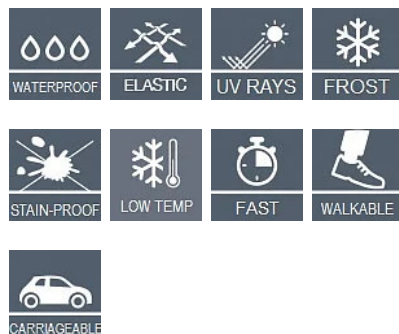 WATERPROOF ELASTIC UV RAYS FROST
STAIN-PROOF LOW TEMP FAST WALKABLE
CARRIAGEABLE